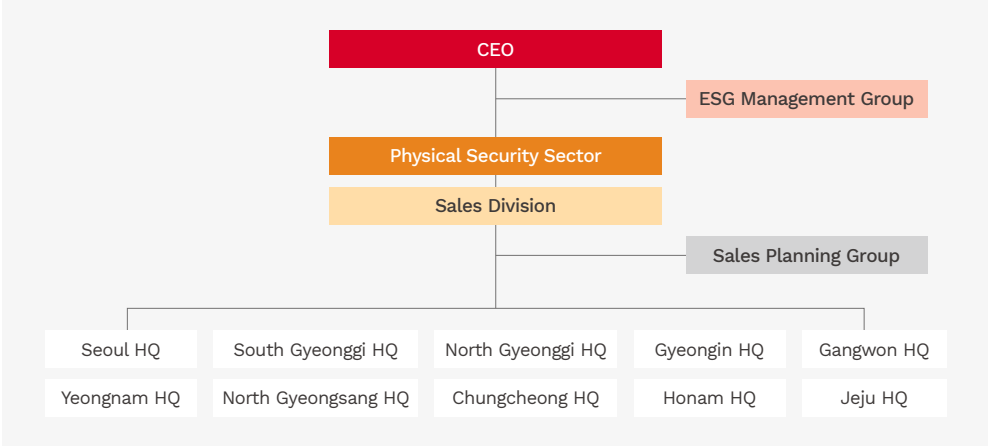 CEO
ESG Management Group
Physical Security Sector
Sales Division
Sales Planning Group
Seoul HQ
South Gyeonggi HQ
North Gyeonggi HQ
Gyeongin HQ
Gangwon HQ
Yeongnam HQ
North Gyeongsang HQ
Chungcheong HQ
Honam HQ
Jeju HQ